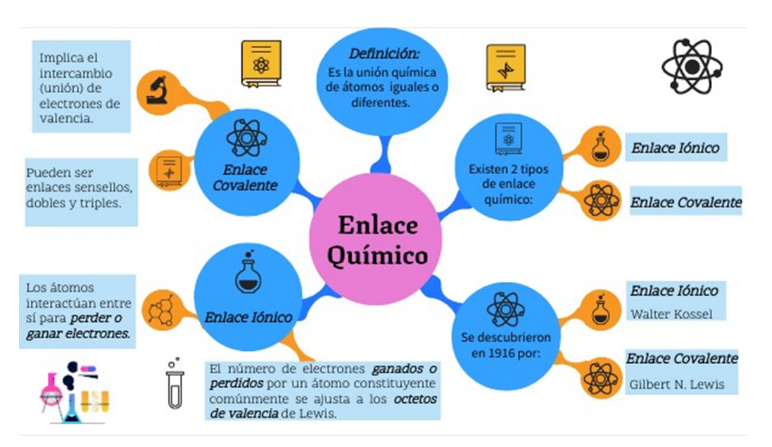 Implica el
intercambio
(unión) de
electrones de
valencia.
Pueden ser
enlaces sensellos,
dobles y triples.
Enlace
Covalente
Definición:
Es la unión química
de átomos iguales o
diferentes.
Existen 2 tipos
de enlace
químico:
Enlace Iónico
Enlace Covalente
Enlace
Químico
Los átomos
interactúan entre
sí para perder o
ganar electrones.
Enlace Iónico
El número de electrones ganados o
perdidos por un átomo constituyente
comúnmente se ajusta a los octetos
de valencia de Lewis.
Se descubrieron
en 1916 por:
Enlace Iónico
Walter Kossel
Enlace Covalente
Gilbert N. Lewis